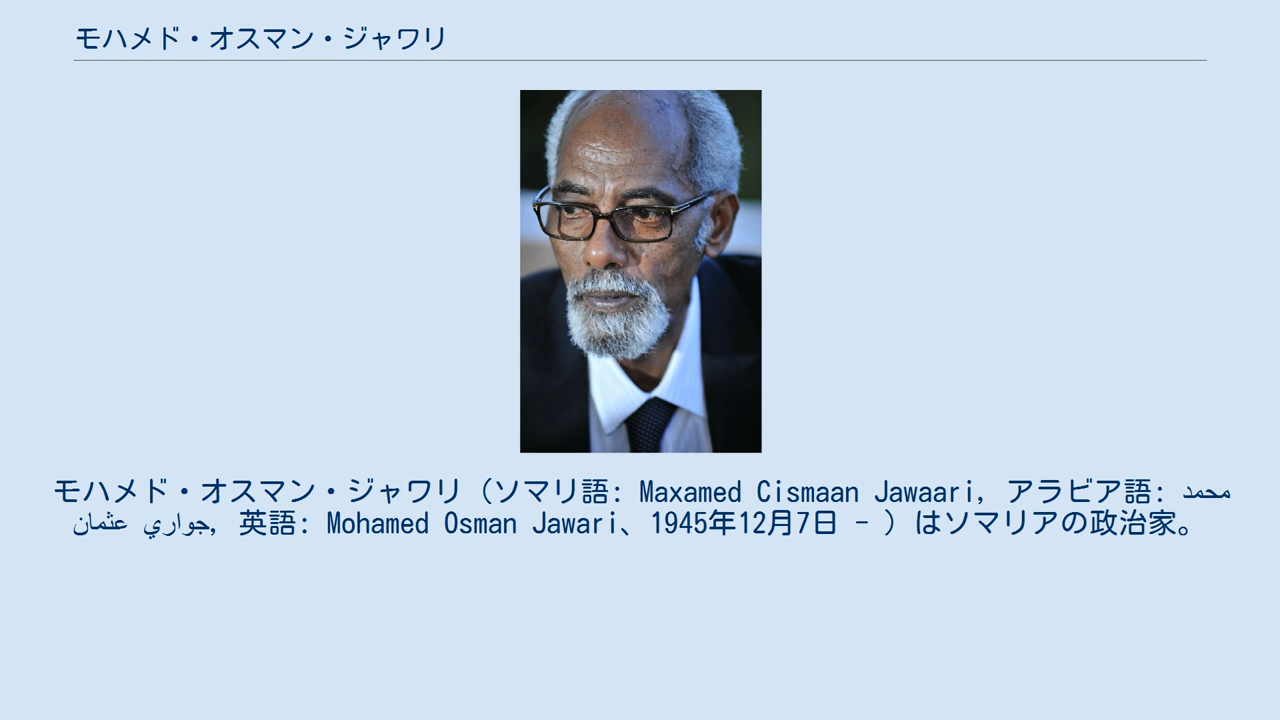 モハメド・オスマン・ジャワリ
モハメド・オスマン・ジャワリ（ソマリ語: Maxamed Cismaan Jawaari, アラビア語: محمد
عثمان جواري, 英語: Mohamed Osman Jawari、1945年12月7日 - ）はソマリアの政治家。